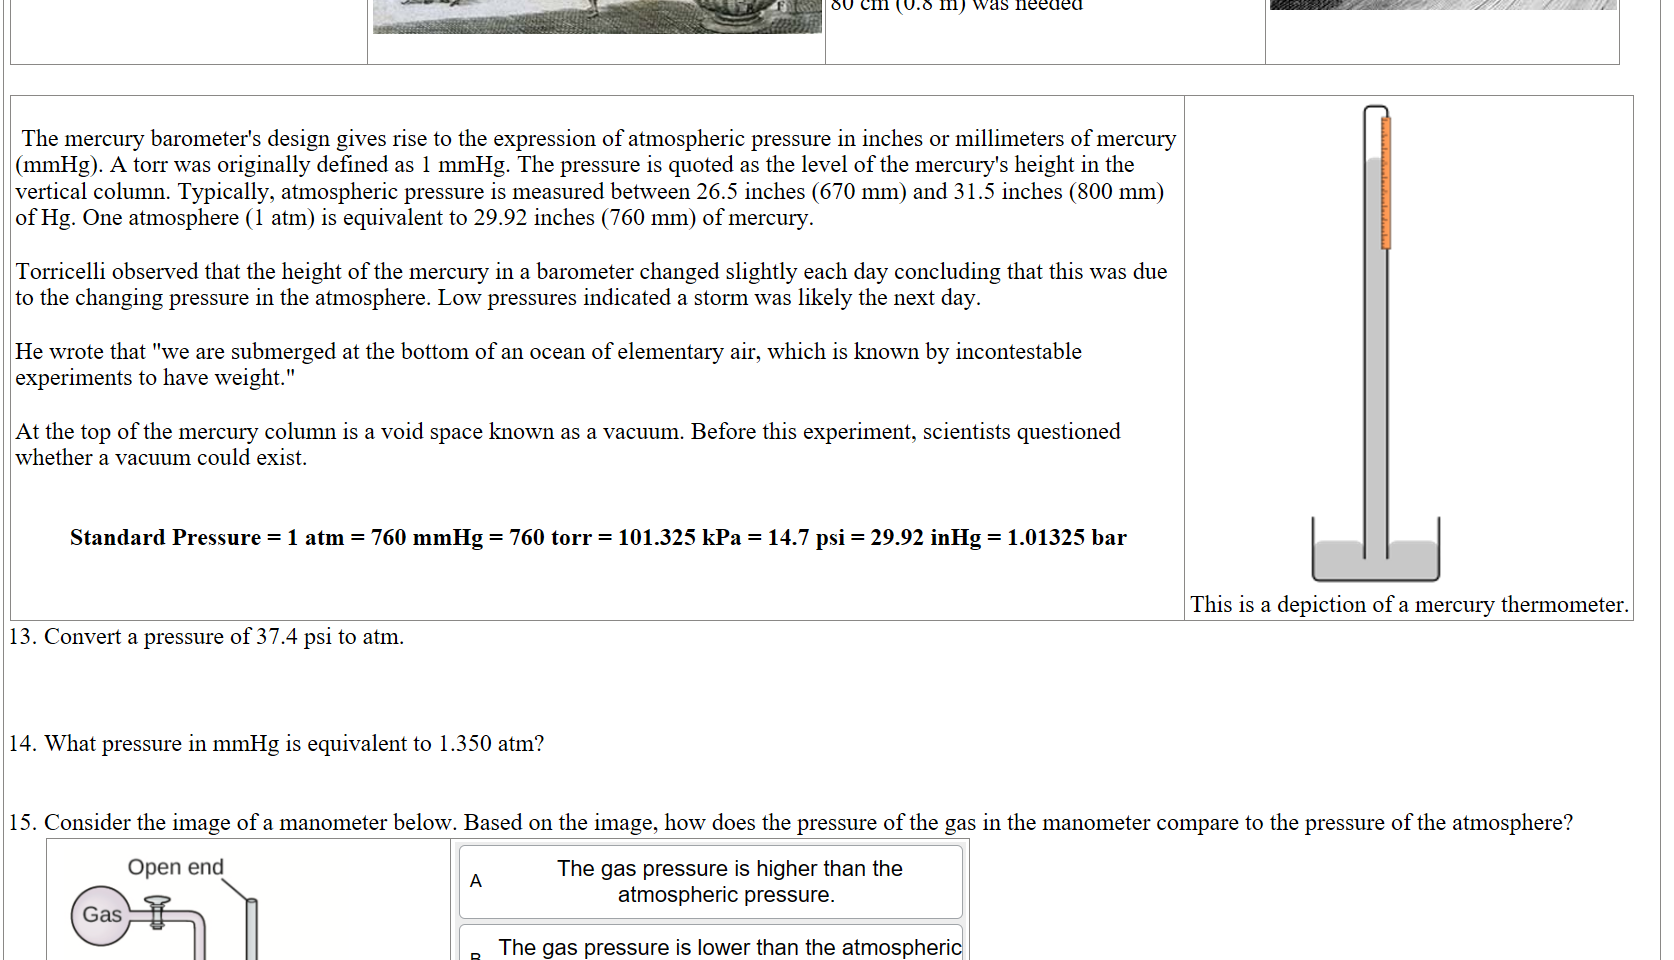 80 cm (0.8 m) was needed
The mercury barometer's design gives rise to the expression of atmospheric pressure in inches or millimeters of mercury
(mmHg). A torr was originally defined as 1 mmHg. The pressure is quoted as the level of the mercury's height in the
vertical column. Typically, atmospheric pressure is measured between 26.5 inches (670 mm) and 31.5 inches (800 mm)
of Hg. One atmosphere (1 atm) is equivalent to 29.92 inches (760 mm) of mercury.
Torricelli observed that the height of the mercury in a barometer changed slightly each day concluding that this was due
to the changing pressure in the atmosphere. Low pressures indicated a storm was likely the next day.
He wrote that "we are submerged at the bottom of an ocean of elementary air, which is known by incontestable
experiments to have weight."
At the top of the mercury column is a void space known as a vacuum. Before this experiment, scientists questioned
whether a vacuum could exist.
Standard Pressure = 1 atm = 760 mmHg = 760 torr = 101.325 kPa = 14.7 psi = 29.92 inHg = 1.01325 bar
This is a depiction of a mercury thermometer.
13. Convert a pressure of 37.4 psi to atm.
14. What pressure in mmHg is equivalent to 1.350 atm?
15. Consider the image of a manometer below. Based on the image, how does the pressure of the gas in the manometer compare to the pressure of the atmosphere?
Open end
Gas
A
The gas pressure is higher than the
atmospheric pressure.
B
The gas pressure is lower than the atmospheric